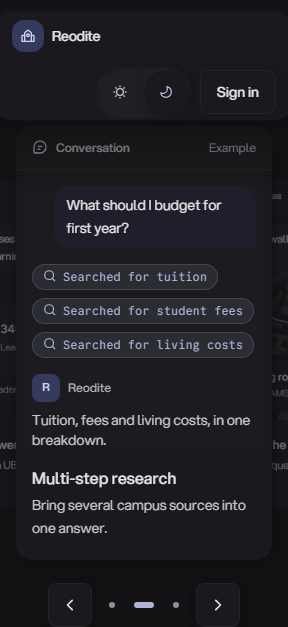 Reodite
Sign in
Conversation
Example
What should I budget for
first year?
Searched for tuition
Searched for student fees
Searched for living costs
R
Reodite
Tuition, fees and living costs, in one
breakdown.
Multi-step research
Bring several campus sources into
one answer.